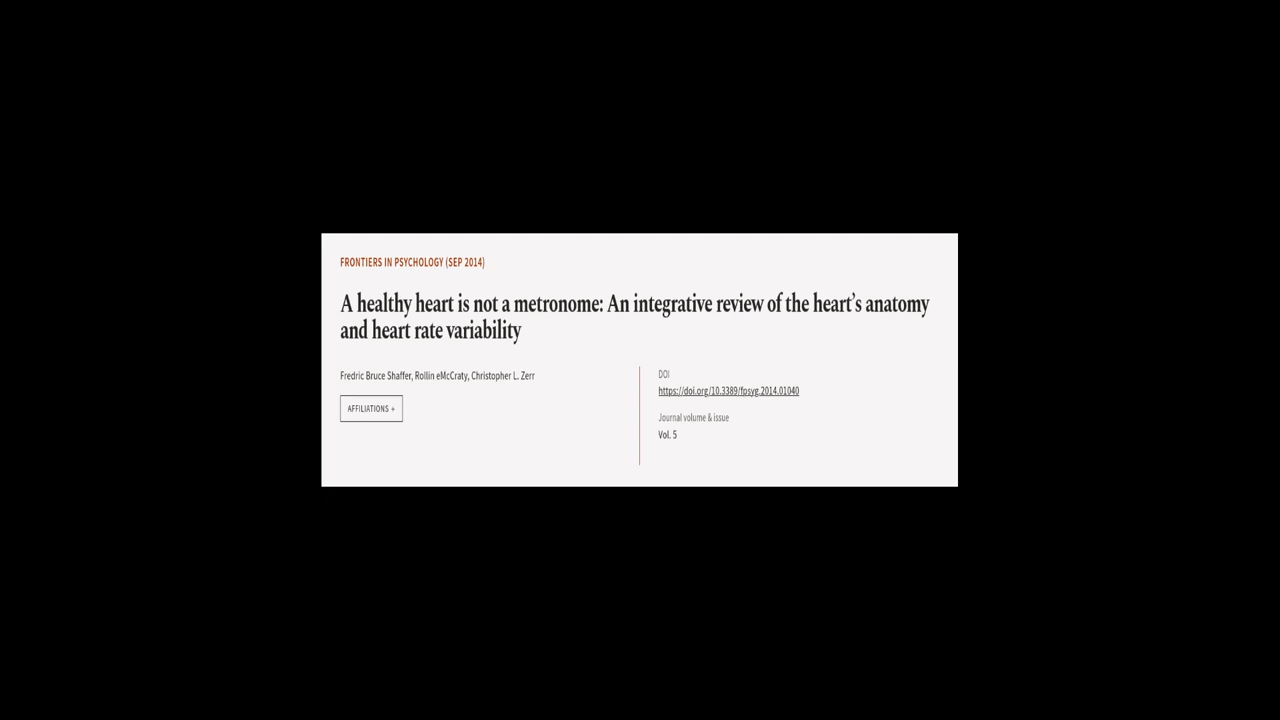 FRONTIERS IN PSYCHOLOGY (SEP 2014)
A healthy heart is not a metronome: An integrative review of the heart's anatomy
and heart rate variability
Fredric Bruce Shaffer, Rollin eMcCraty, Christopher L. Zerr
AFFILIATIONS +
DOI
https://doi.org/10.3389/fpsyg.2014.01040
Journal volume & issue
Vol. 5